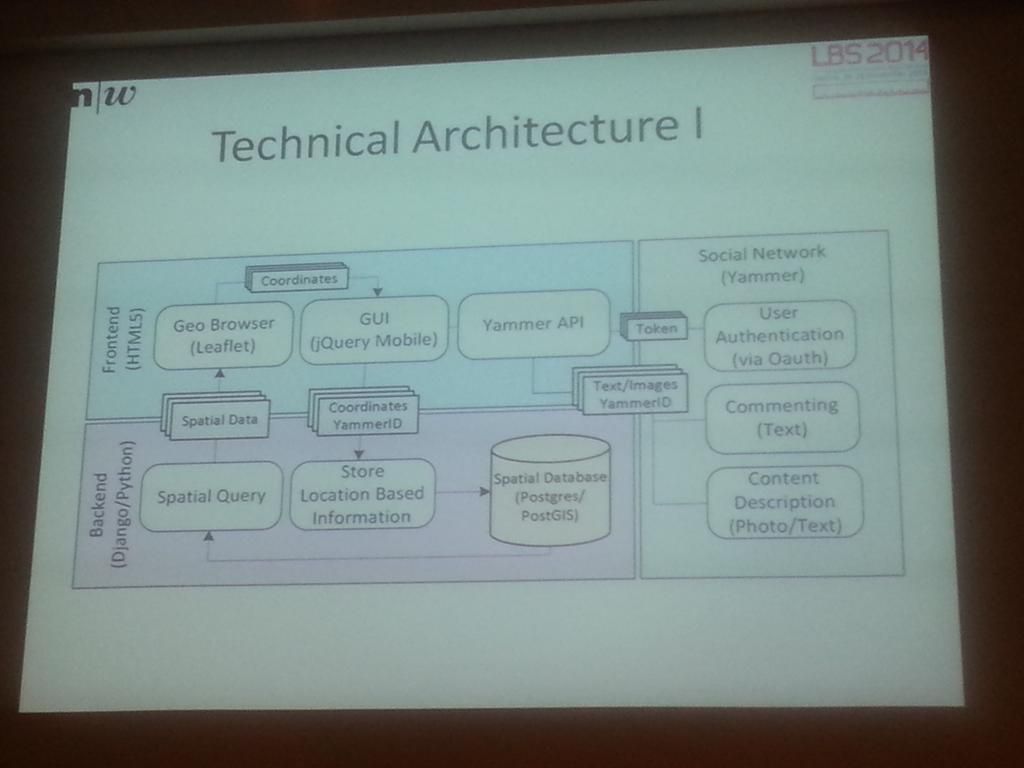 n|w
LBS 2014
Technical Architecture I
Frontend
(HTML5)
Coordinates
Geo Browser
(Leaflet)
GUI
(jQuery Mobile)
Yammer API
Token
Text/Images
YammerID
Spatial Data
Coordinates
YammerID
Backend
(Django/Python)
Spatial Query
Store
Location Based
Information
Spatial Database
(Postgres/
PostGIS)
Social Network
(Yammer)
User
Authentication
(via Oauth)
Commenting
(Text)
Content
Description
(Photo/Text)